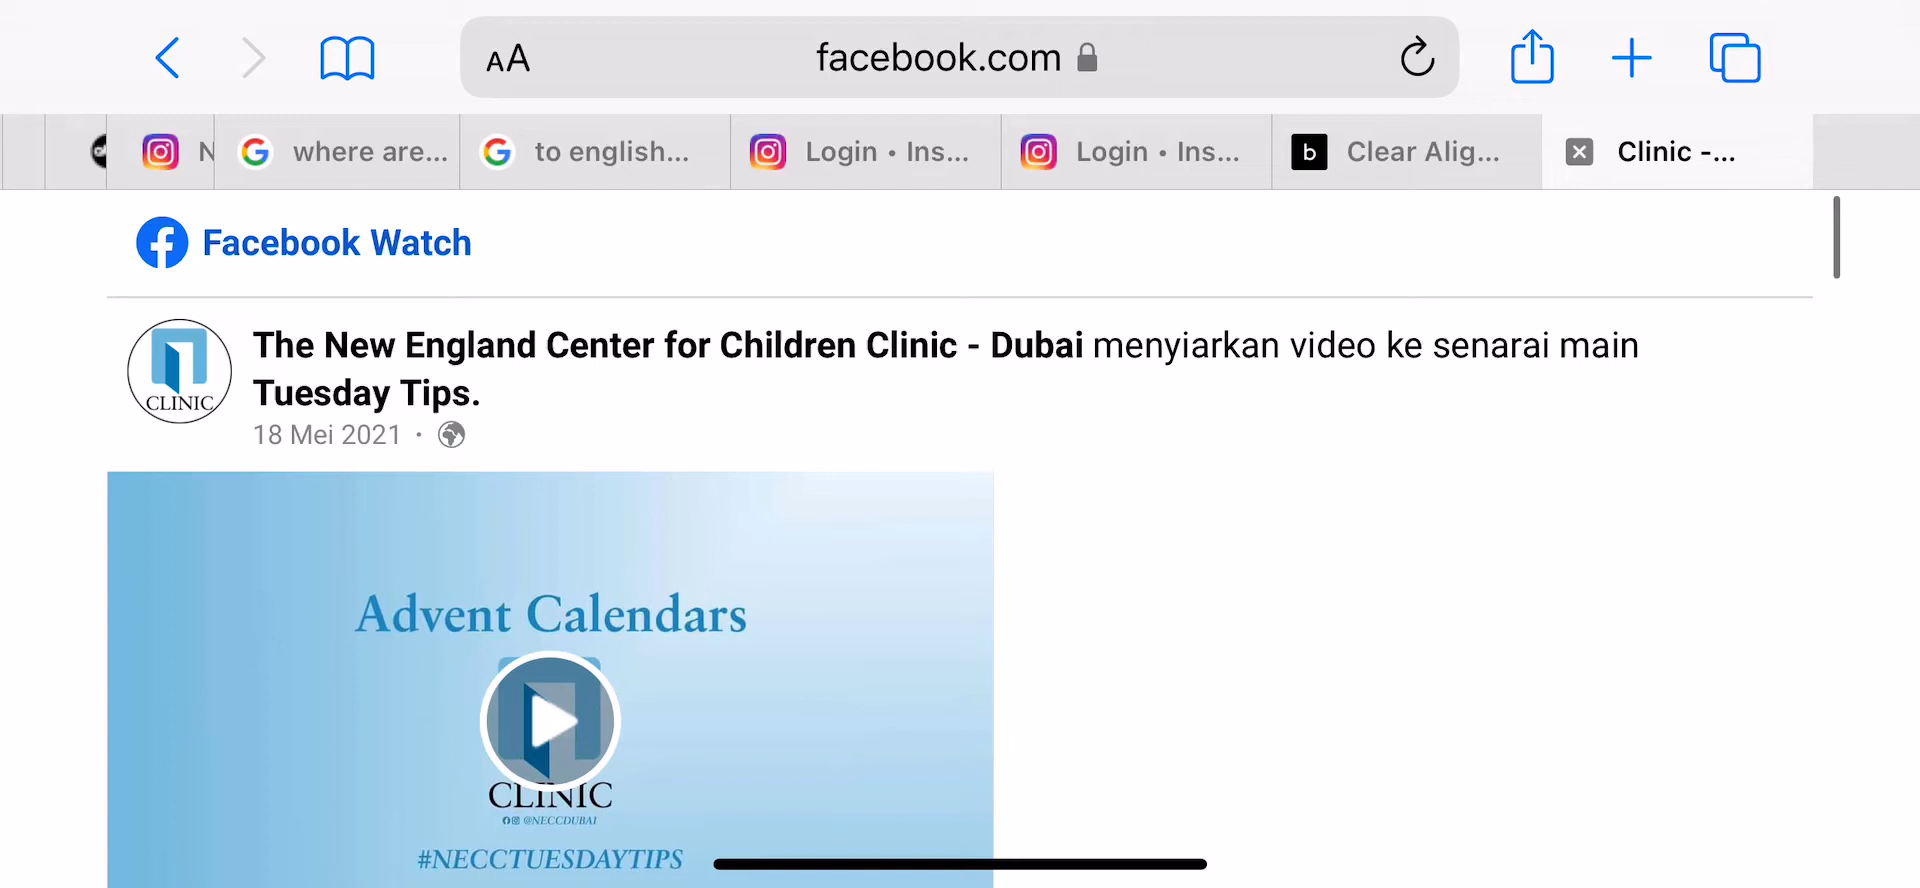 AA
facebook.com
N
where are...
to english...
Login • Ins...
Login • Ins...
b
Clear Alig...
Clinic -...
Facebook Watch
CLINIC
The New England Center for Children Clinic - Dubai menyiarkan video ke senarai main
Tuesday Tips.
18 Mei 2021 ·
Advent Calendars
CLINIC
@NECCDUBAI
#NECCTUESDAYTIPS